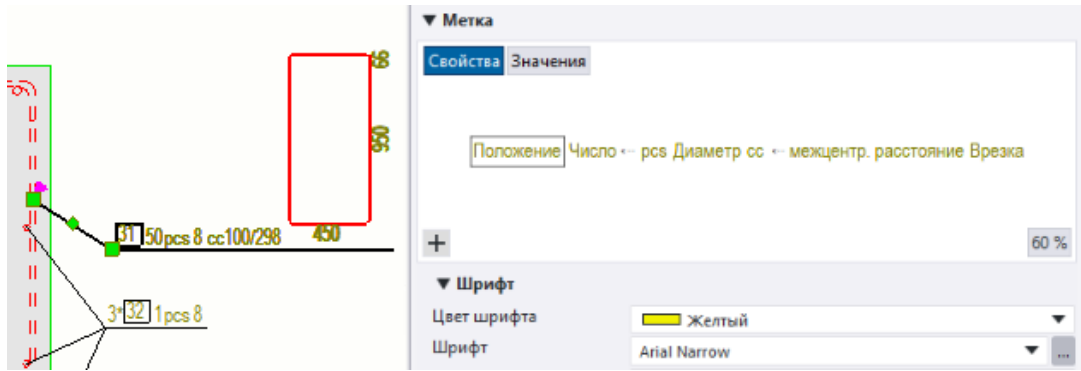 98
950
31 50pcs 8 cc100/298
450
3*32 1pcs 8
Метка
Свойства Значения
Положение Число ← pcs Диаметр cc ← межцентр. расстояние Врезка
+
60 %
Шрифт
Цвет шрифта Желтый
Шрифт Arial Narrow ...